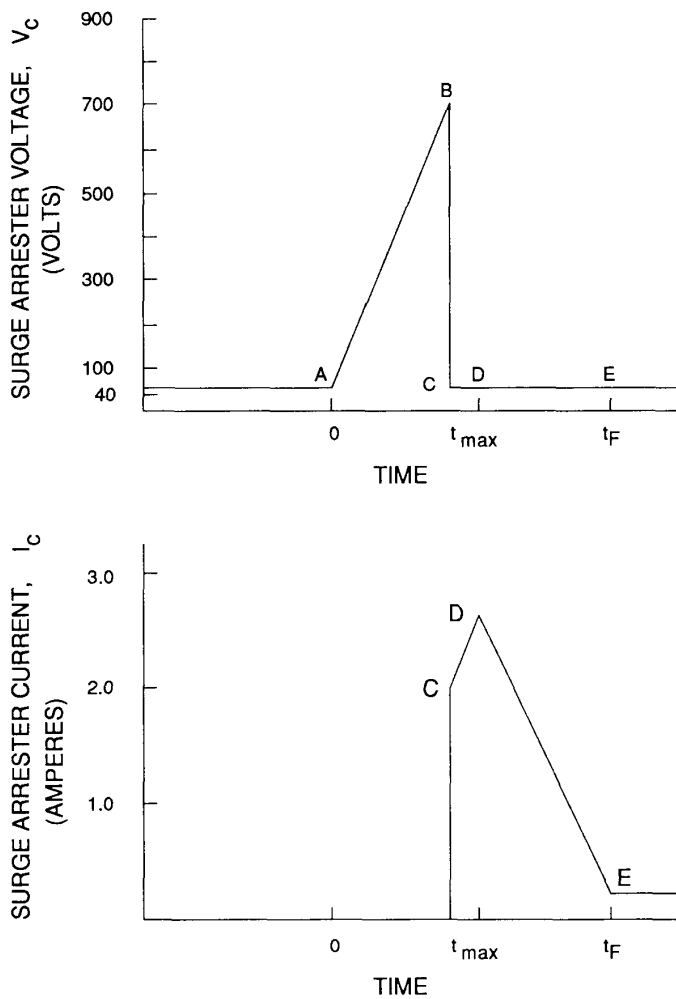 SURGE ARRESTER VOLTAGE, Vc
(VOLTS)
900
700
500
300
100
40
A
B
C
D
E
0
tmax
tF
TIME
SURGE ARRESTER CURRENT, Ic
(AMPERES)
3.0
2.0
1.0
D
C
E
0
tmax
tF
TIME